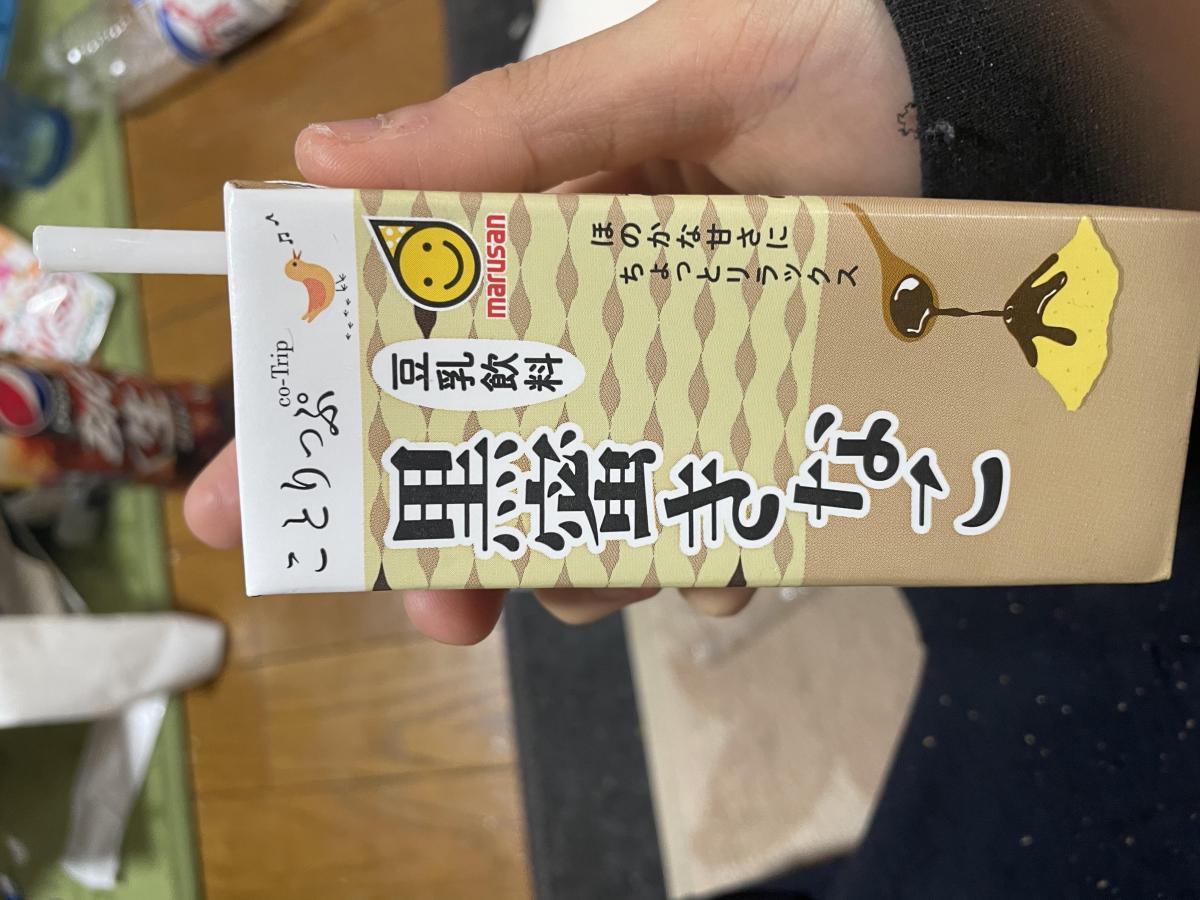 co-Trip
ことりっぷ
marusan
豆乳飲料
黒蜜きなこ
ほのかな甘さに
ちょっとリラックス